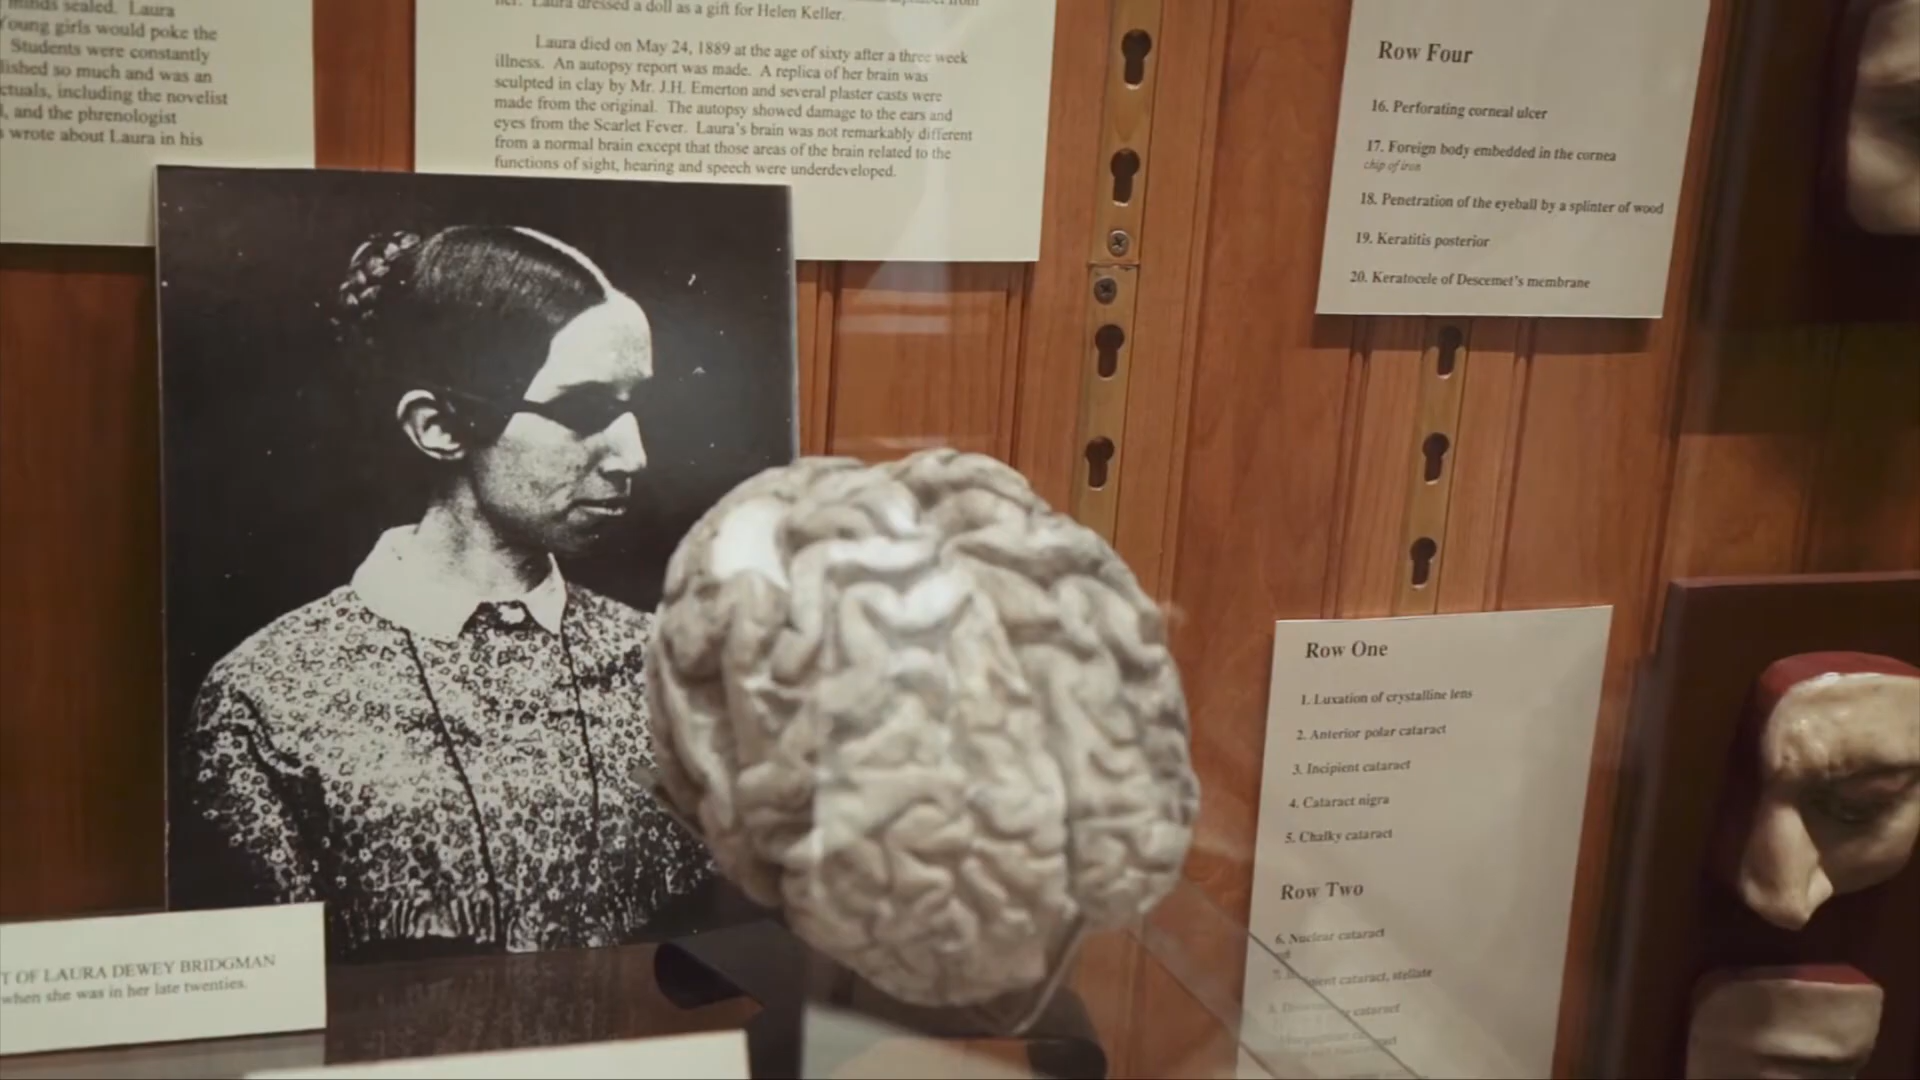 minds sealed. Laura
Young girls would poke the
Students were constantly
lished so much and was an
ctuals, including the novelist
, and the phrenologist
wrote about Laura in his
her. Laura dressed a doll as a gift for Helen Keller.
Laura died on May 24, 1889 at the age of sixty after a three week
illness. An autopsy report was made. A replica of her brain was
sculpted in clay by Mr. J.H. Emerton and several plaster casts were
made from the original. The autopsy showed damage to the ears and
eyes from the Scarlet Fever. Laura's brain was not remarkably different
from a normal brain except that those areas of the brain related to the
functions of sight, hearing and speech were underdeveloped.
Row Four
16. Perforating corneal ulcer
17. Foreign body embedded in the cornea
chip of iron
18. Penetration of the eyeball by a splinter of wood
19. Keratitis posterior
20. Keratocele of Descemet's membrane
Row One
1. Luxation of crystalline lens
2. Anterior polar cataract
3. Incipient cataract
4. Cataract nigra
5. Chalky cataract
Row Two
6. Nuclear cataract
cataract, stellate
cataract
T OF LAURA DEWEY BRIDGMAN
when she was in her late twenties.